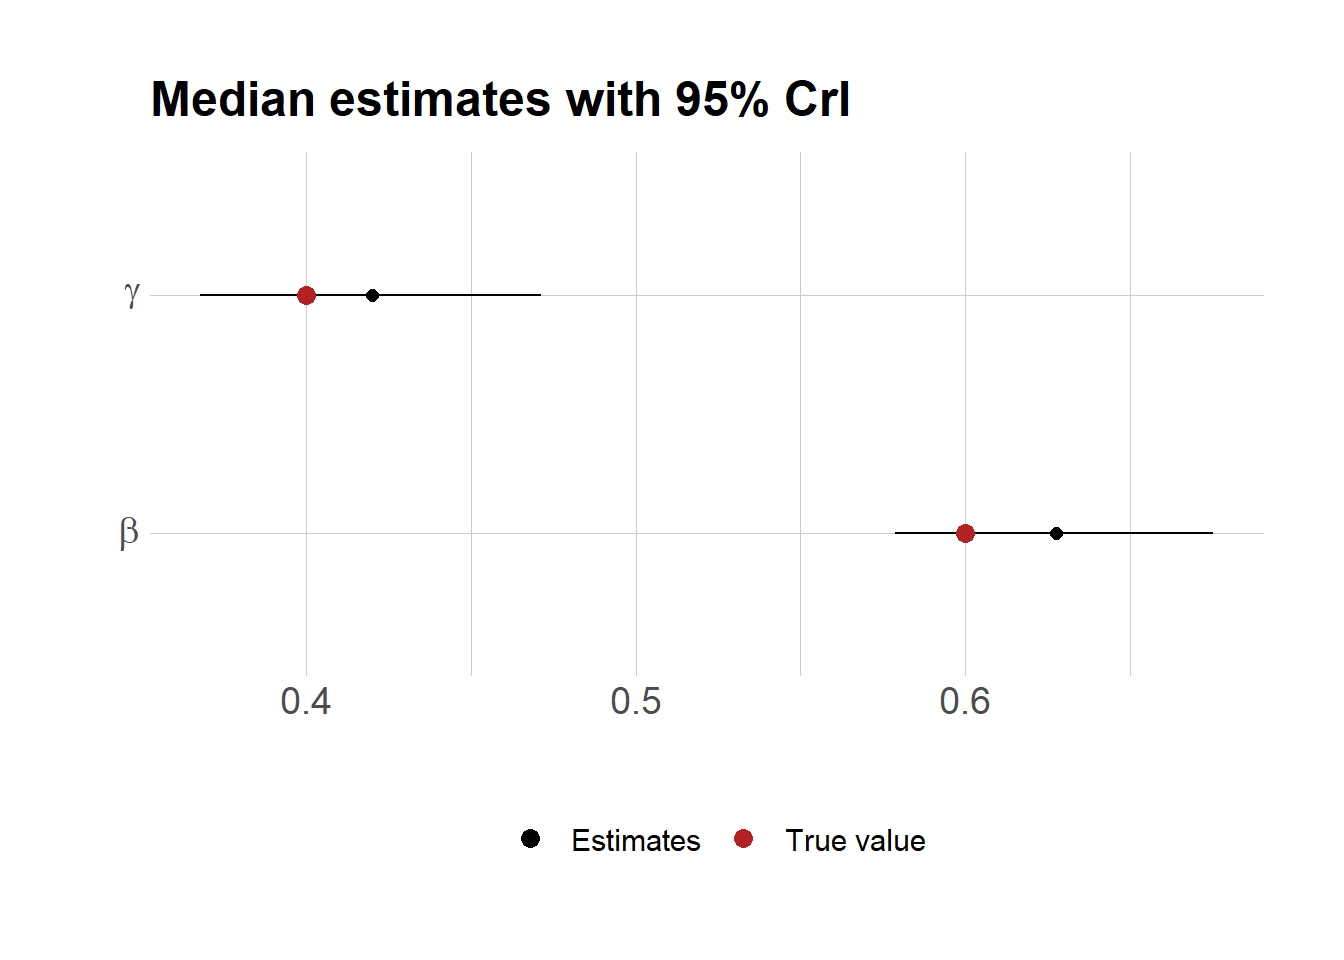 Median estimates with 95% CrI
γ
β
0.4 0.5 0.6
Estimates True value